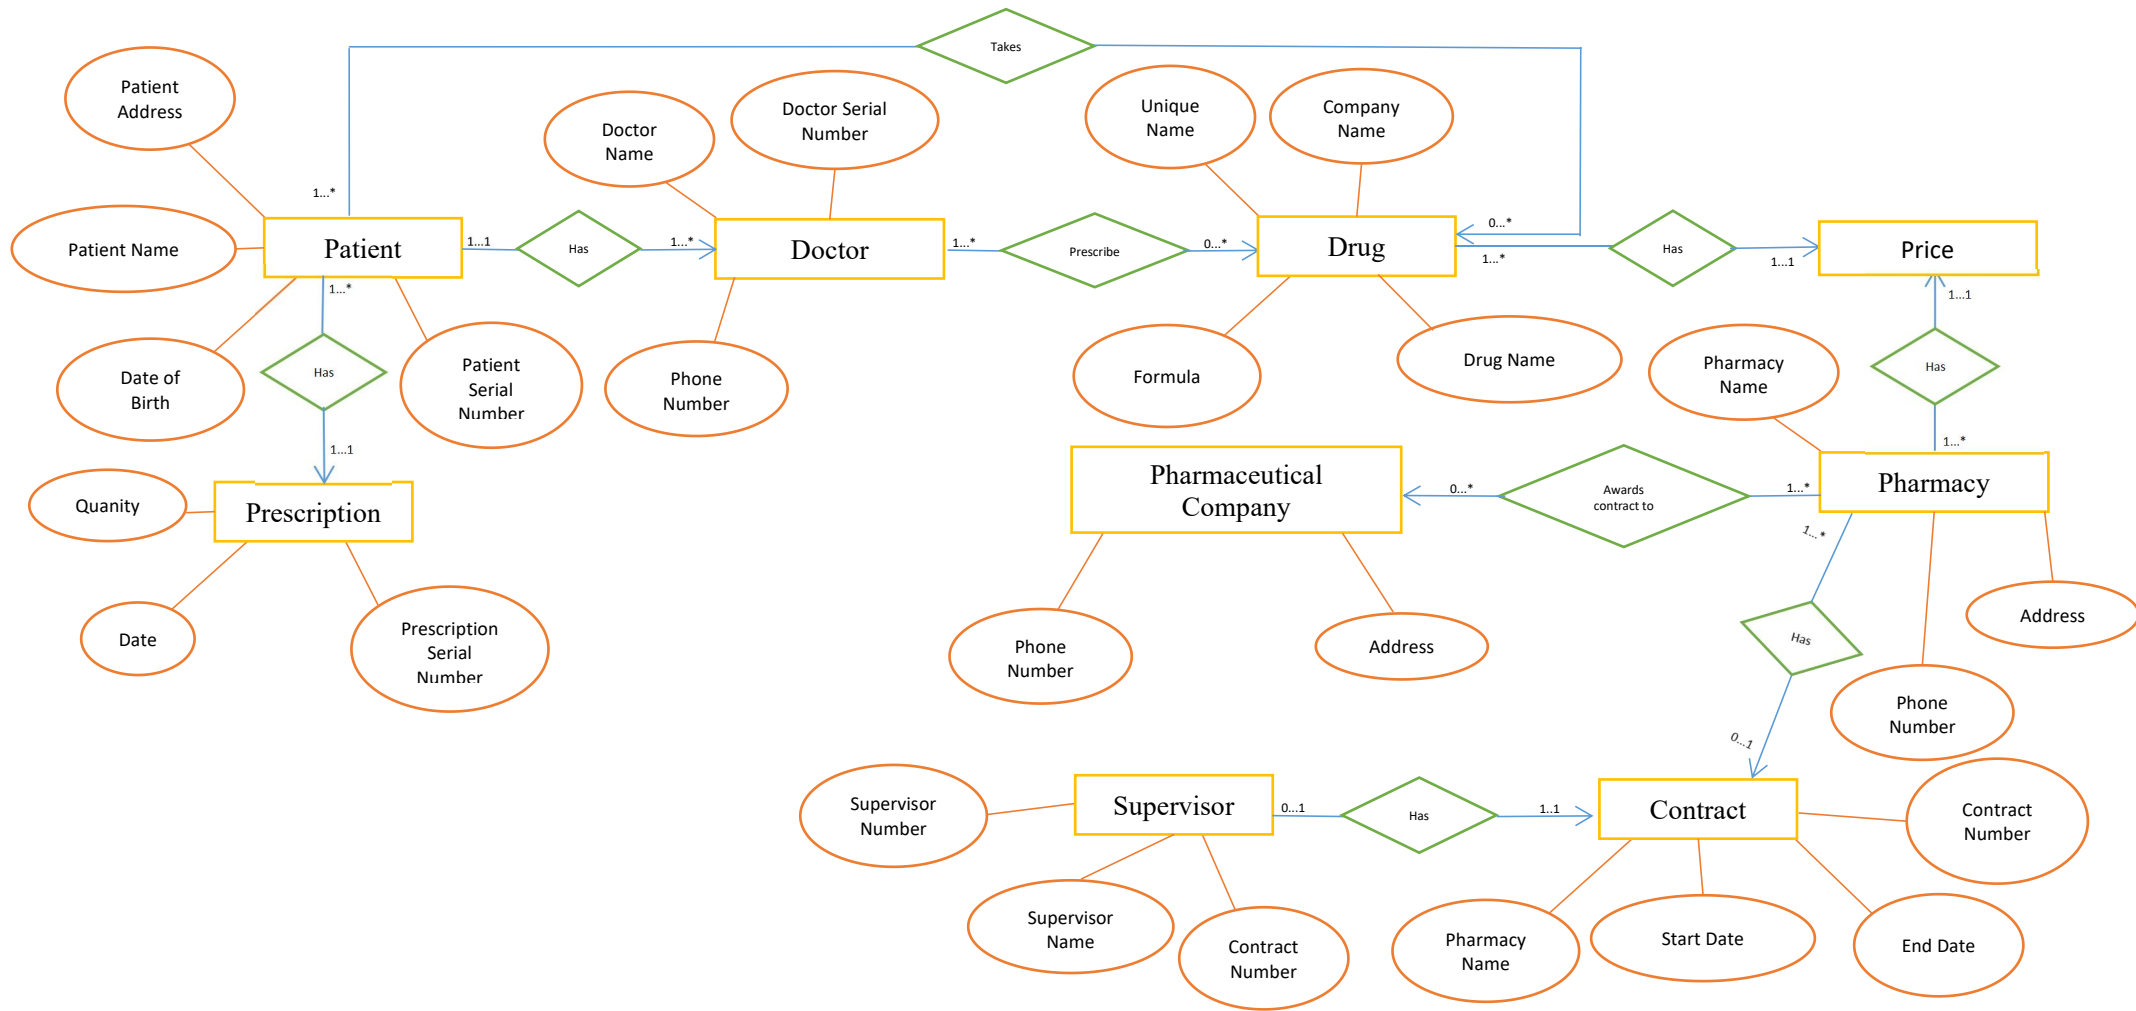 Takes
Patient
Address
Doctor
Name
Doctor Serial
Number
Unique
Name
Company
Name
1...*
Patient Name
Patient
1...1
Has
1...*
Doctor
1...*
Prescribe
0...*
Drug
0...*
1...*
Has
1...1
Price
1...*
1...1
Date of
Birth
Has
Patient
Serial
Number
Phone
Number
Formula
Drug Name
Pharmacy
Name
Has
1...1
1...*
Quanity
Prescription
Pharmaceutical
Company
0...*
Awards
contract to
1...*
Pharmacy
1...*
Date
Prescription
Serial
Number
Phone
Number
Address
Has
Address
Phone
Number
0...1
Supervisor
Number
Supervisor
0...1
Has
1..1
Contract
Contract
Number
Supervisor
Name
Contract
Number
Pharmacy
Name
Start Date
End Date